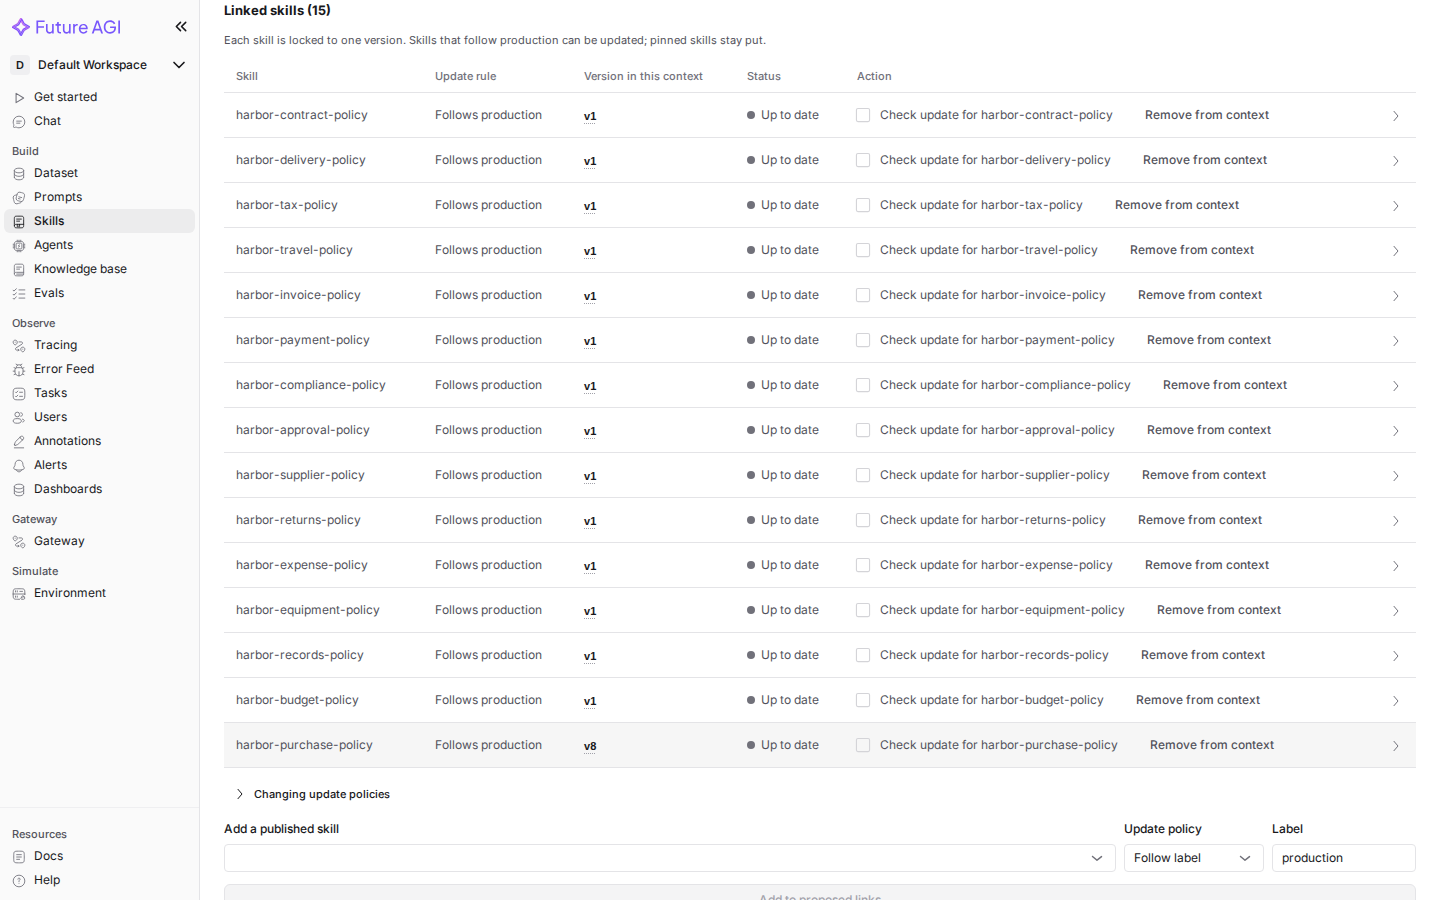 Future AGI
D Default Workspace
Get started
Chat
Build
Dataset
Prompts
Skills
Agents
Knowledge base
Evals
Observe
Tracing
Error Feed
Tasks
Users
Annotations
Alerts
Dashboards
Gateway
Gateway
Simulate
Environment
Resources
Docs
Help
Linked skills (15)
Each skill is locked to one version. Skills that follow production can be updated; pinned skills stay put.
Skill Update rule Version in this context Status Action
harbor-contract-policy Follows production v1 Up to date Check update for harbor-contract-policy Remove from context
harbor-delivery-policy Follows production v1 Up to date Check update for harbor-delivery-policy Remove from context
harbor-tax-policy Follows production v1 Up to date Check update for harbor-tax-policy Remove from context
harbor-travel-policy Follows production v1 Up to date Check update for harbor-travel-policy Remove from context
harbor-invoice-policy Follows production v1 Up to date Check update for harbor-invoice-policy Remove from context
harbor-payment-policy Follows production v1 Up to date Check update for harbor-payment-policy Remove from context
harbor-compliance-policy Follows production v1 Up to date Check update for harbor-compliance-policy Remove from context
harbor-approval-policy Follows production v1 Up to date Check update for harbor-approval-policy Remove from context
harbor-supplier-policy Follows production v1 Up to date Check update for harbor-supplier-policy Remove from context
harbor-returns-policy Follows production v1 Up to date Check update for harbor-returns-policy Remove from context
harbor-expense-policy Follows production v1 Up to date Check update for harbor-expense-policy Remove from context
harbor-equipment-policy Follows production v1 Up to date Check update for harbor-equipment-policy Remove from context
harbor-records-policy Follows production v1 Up to date Check update for harbor-records-policy Remove from context
harbor-budget-policy Follows production v1 Up to date Check update for harbor-budget-policy Remove from context
harbor-purchase-policy Follows production v8 Up to date Check update for harbor-purchase-policy Remove from context
Changing update policies
Add a published skill Update policy Label
Follow label production
Add to proposed links